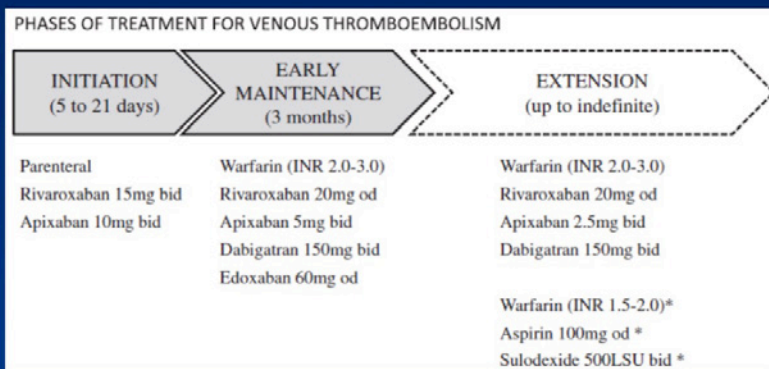 PHASES OF TREATMENT FOR VENOUS THROMBOEMBOLISM
INITIATION
(5 to 21 days)
EARLY
MAINTENANCE
(3 months)
EXTENSION
(up to indefinite)
Parenteral
Rivaroxaban 15mg bid
Apixaban 10mg bid
Warfarin (INR 2.0-3.0)
Rivaroxaban 20mg od
Apixaban 5mg bid
Dabigatran 150mg bid
Edoxaban 60mg od
Warfarin (INR 2.0-3.0)
Rivaroxaban 20mg od
Apixaban 2.5mg bid
Dabigatran 150mg bid
Warfarin (INR 1.5-2.0)*
Aspirin 100mg od *
Sulodexide 500LSU bid *